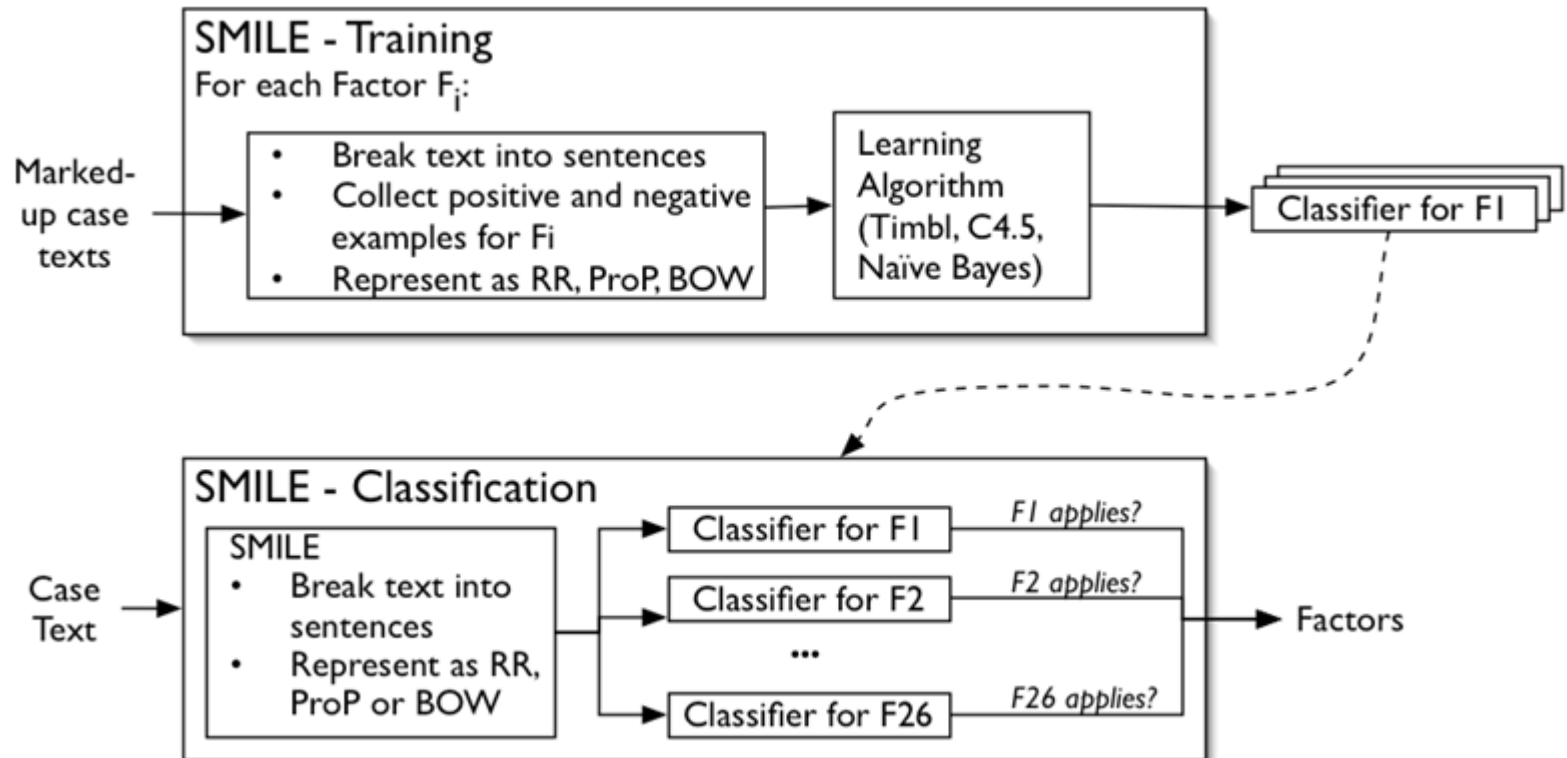 SMILE - Training
For each Factor Fi:
Marked-
up case
texts
• Break text into sentences
• Collect positive and negative
examples for Fi
• Represent as RR, ProP, BOW
Learning
Algorithm
(Timbl, C4.5,
Naïve Bayes)
Classifier for F1
SMILE - Classification
Case
Text
SMILE
• Break text into
sentences
• Represent as RR,
ProP or BOW
Classifier for F1
F1 applies?
Classifier for F2
F2 applies?
...
Classifier for F26
F26 applies?
Factors